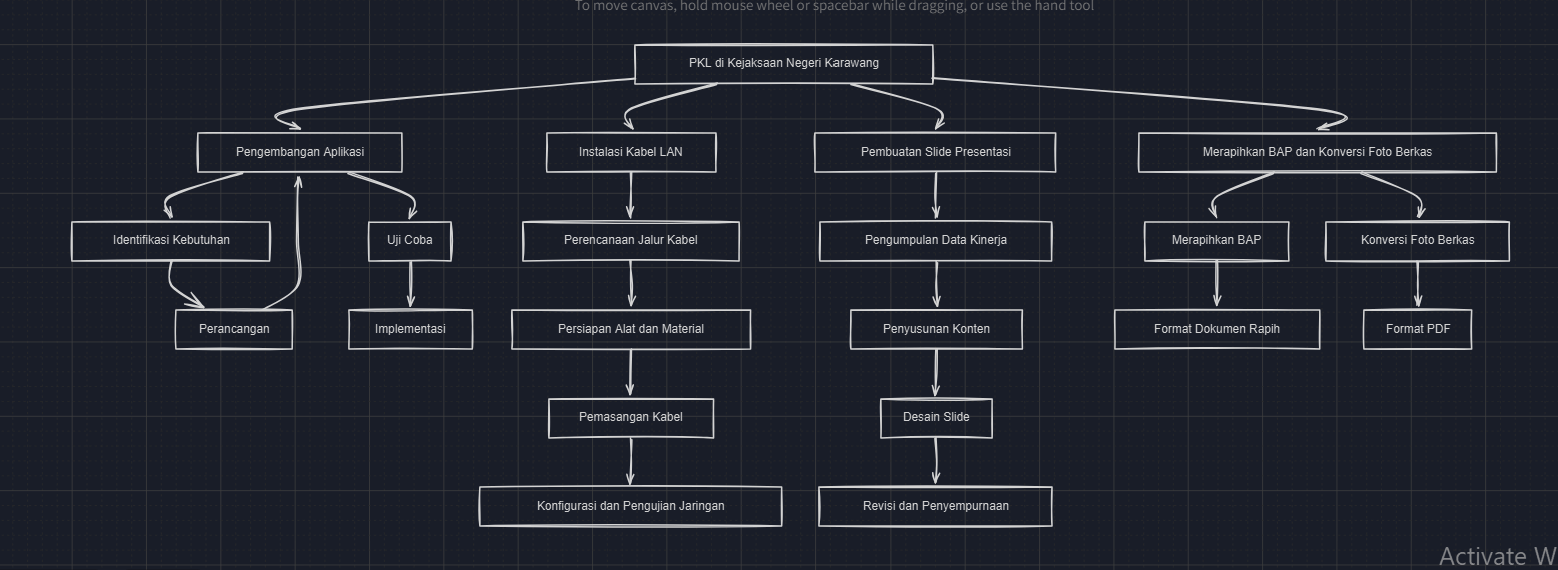 To move canvas, hold mouse wheel or spacebar while dragging, or use the hand tool
PKL di Kejaksaan Negeri Karawang
Pengembangan Aplikasi
Instalasi Kabel LAN
Pembuatan Slide Presentasi
Merapihkan BAP dan Konversi Foto Berkas
Identifikasi Kebutuhan
Uji Coba
Perencanaan Jalur Kabel
Pengumpulan Data Kinerja
Merapihkan BAP
Konversi Foto Berkas
Perancangan
Implementasi
Persiapan Alat dan Material
Penyusunan Konten
Format Dokumen Rapih
Format PDF
Pemasangan Kabel
Desain Slide
Konfigurasi dan Pengujian Jaringan
Revisi dan Penyempurnaan
Activate W